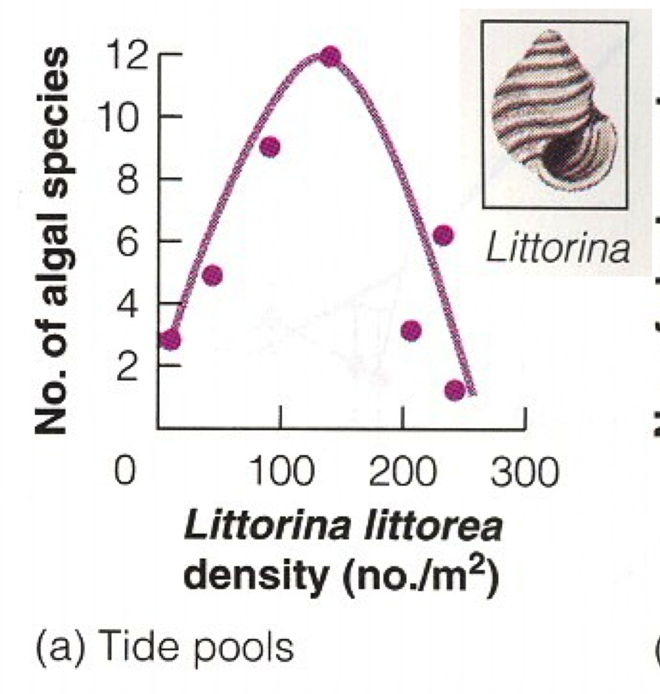 No. of algal species
12
10
8
6
4
2
0 100 200 300
Littorina littorea
density (no./m²)
Littorina
(a) Tide pools